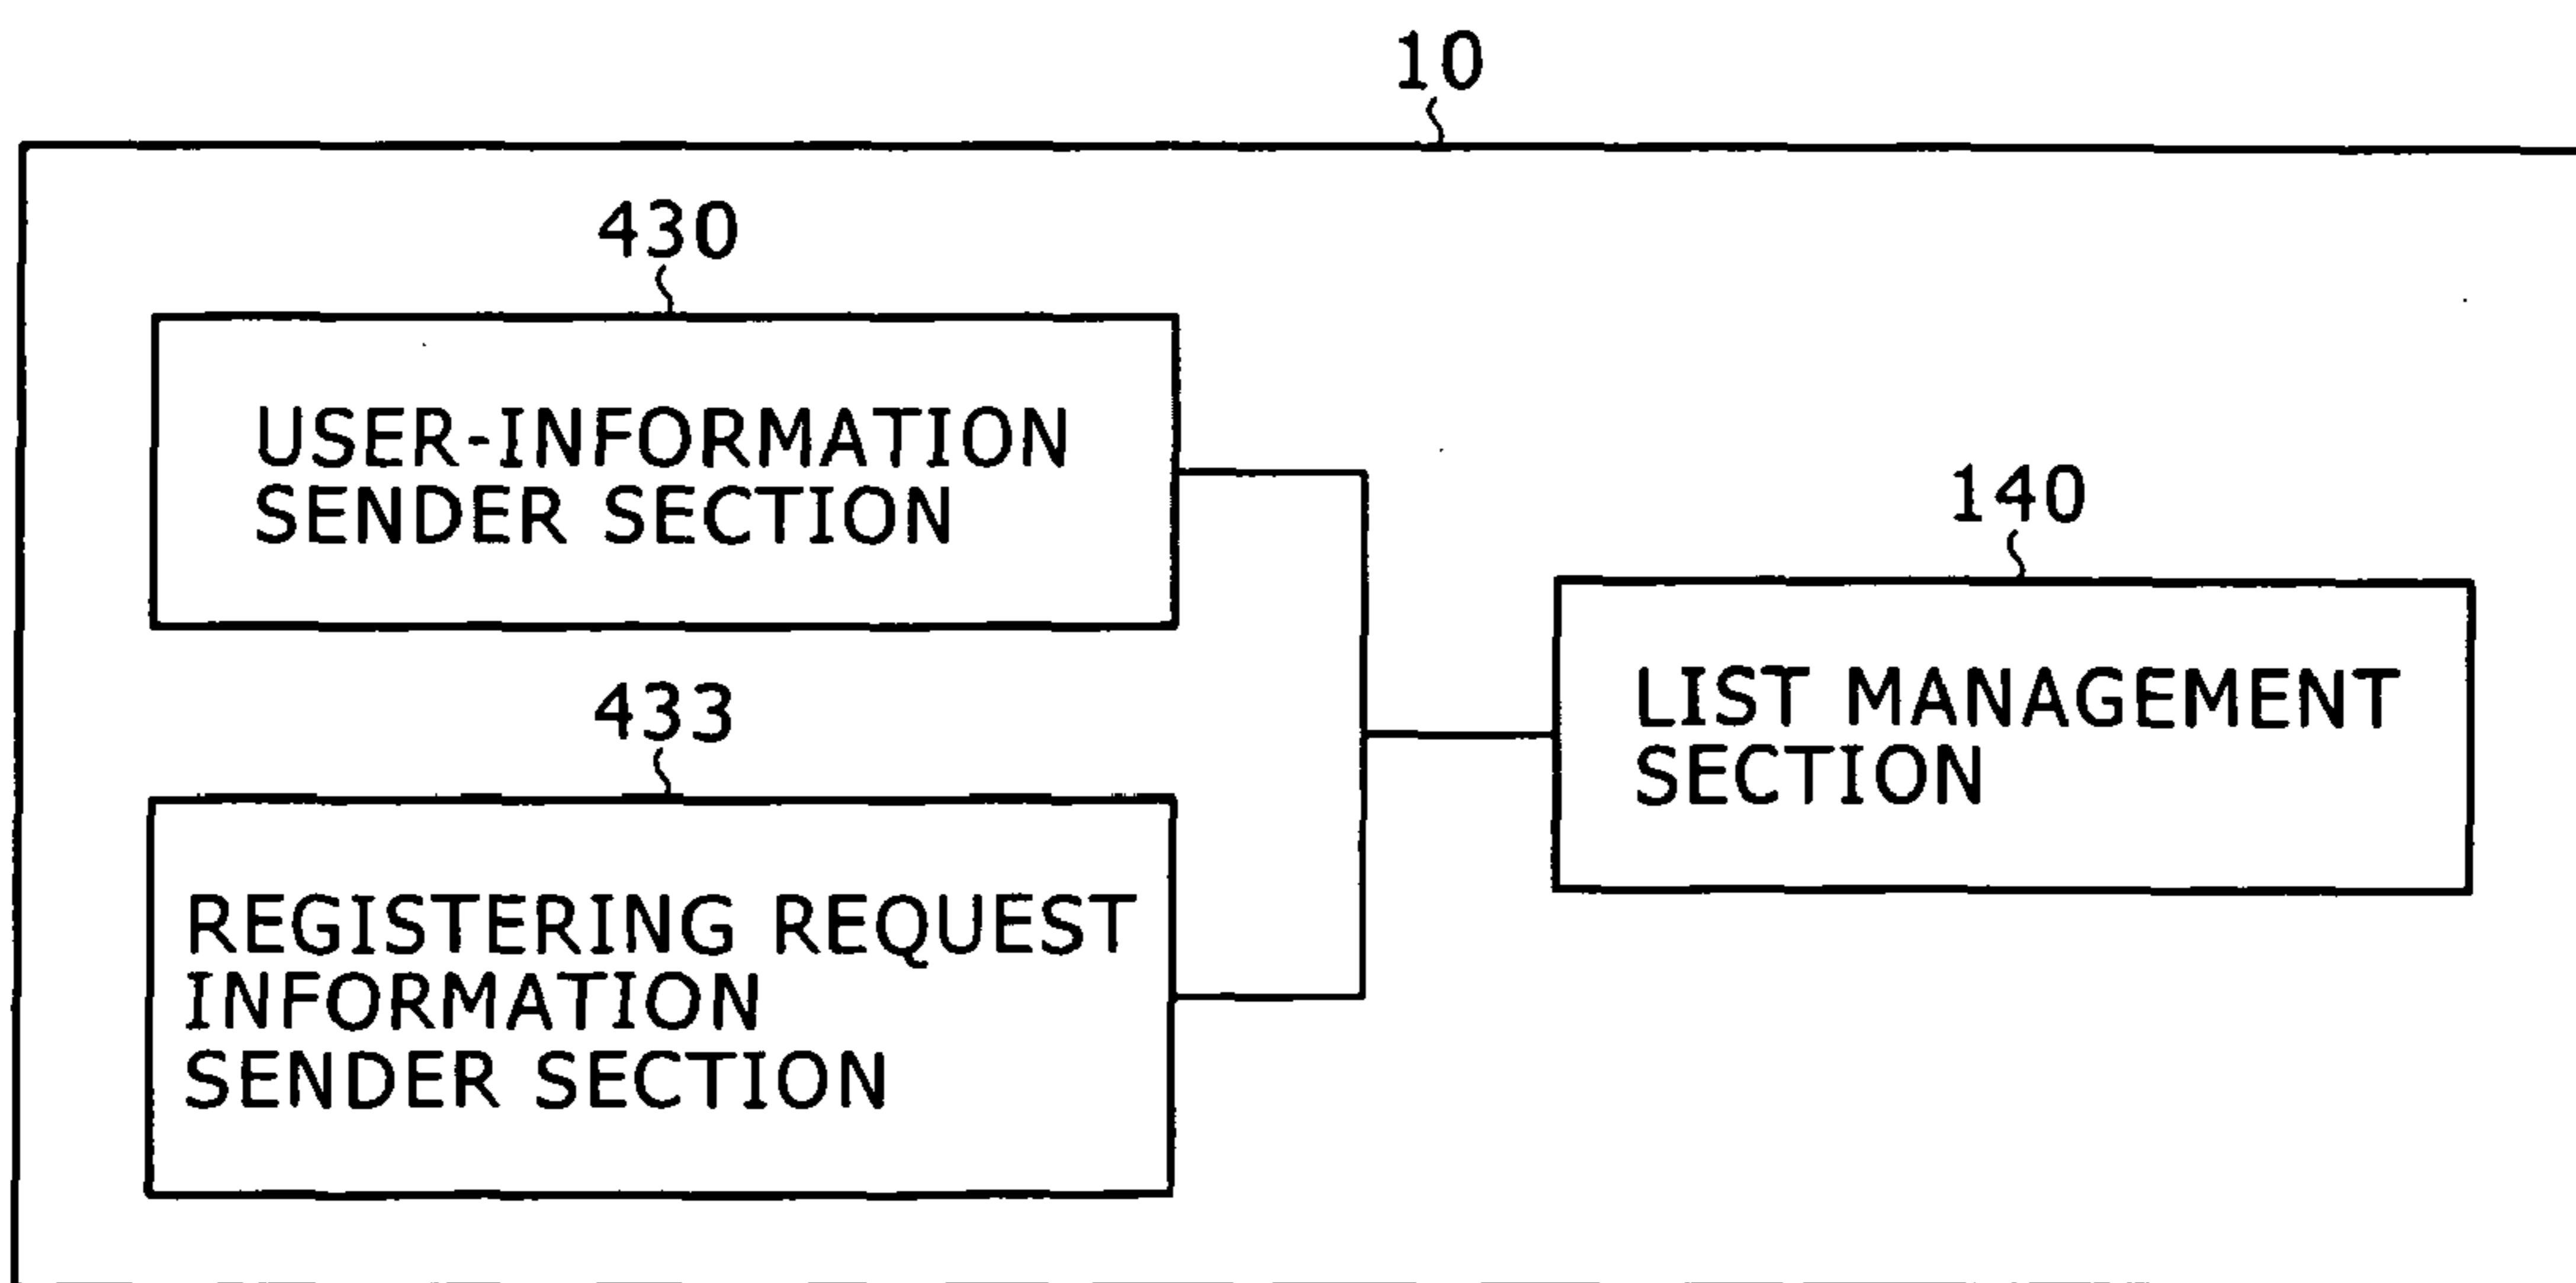 10
430
USER-INFORMATION
SENDER SECTION
140
LIST MANAGEMENT
SECTION
433
REGISTERING REQUEST
INFORMATION
SENDER SECTION